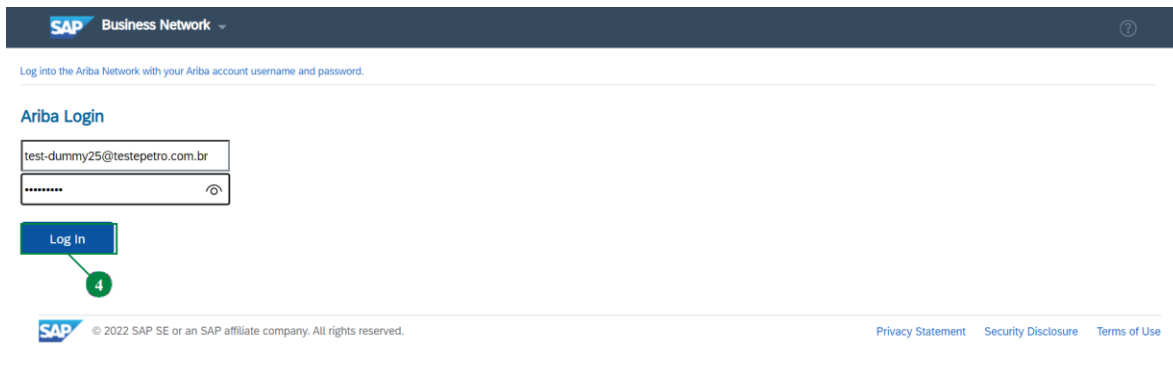 SAP Business Network
Log into the Ariba Network with your Ariba account username and password.
Ariba Login
test-dummy25@testepetro.com.br
•••••••••
Log In
4
SAP © 2022 SAP SE or an SAP affiliate company. All rights reserved. Privacy Statement Security Disclosure Terms of Use